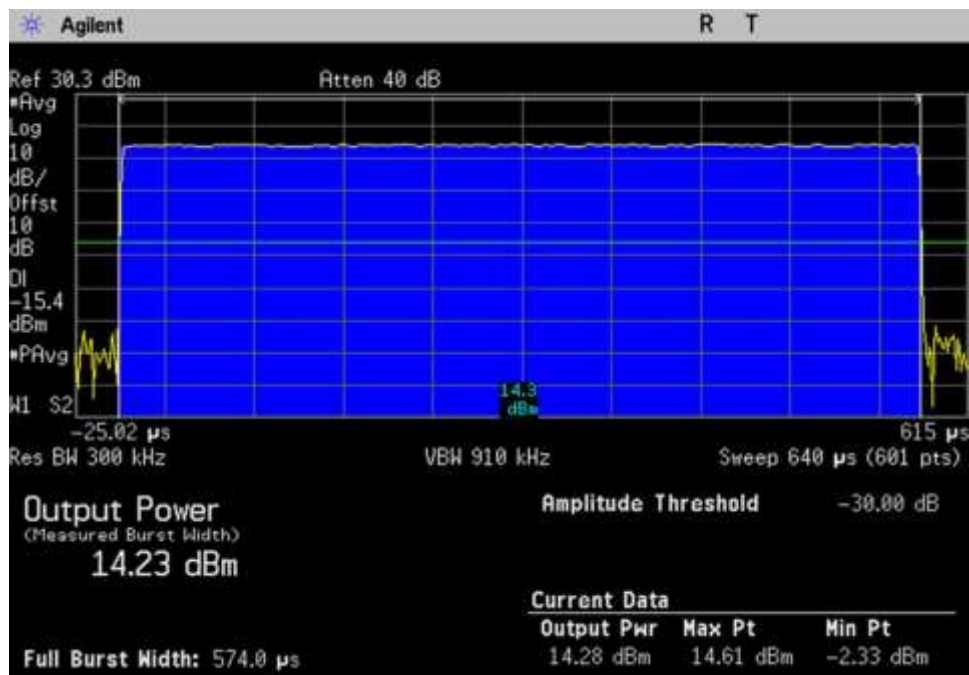 Agilent R T
Ref 30.3 dBm Atten 40 dB
*Avg
Log
10
dB/
Offst
10
dB
DI
-15.4
dBm
*PAvg
14.3
dBm
W1 S2
-25.02 µs 615 µs
Res BW 300 kHz VBW 910 kHz Sweep 640 µs (601 pts)
Output Power
(Measured Burst Width)
14.23 dBm
Amplitude Threshold -30.00 dB
Current Data
Output Pwr Max Pt Min Pt
14.28 dBm 14.61 dBm -2.33 dBm
Full Burst Width: 574.0 µs